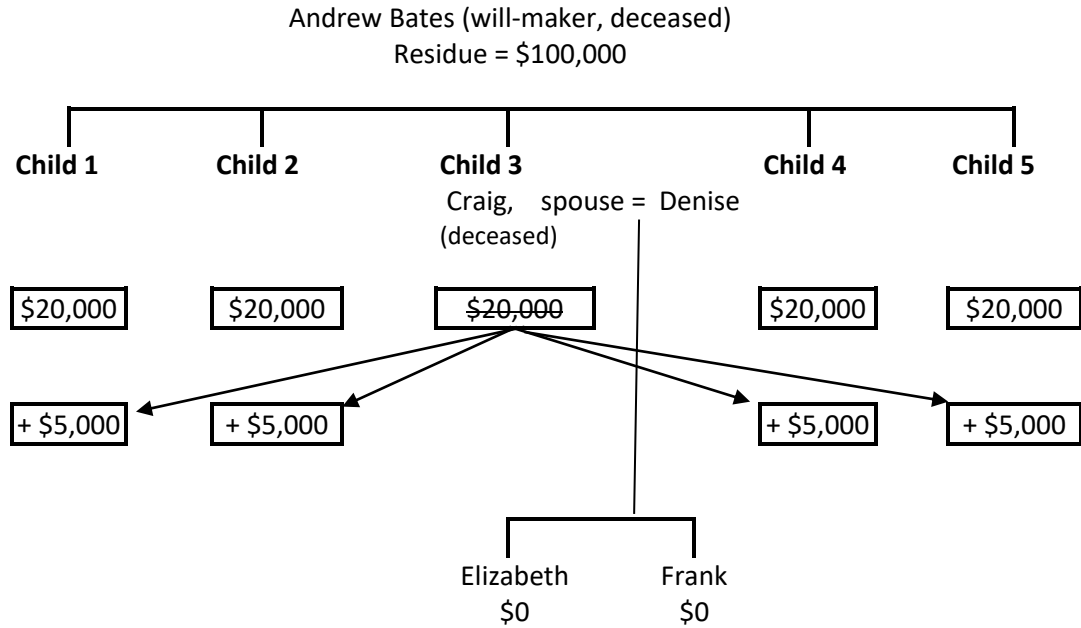 Andrew Bates (will-maker, deceased)
Residue = $100,000
Child 1 Child 2 Child 3 Child 4 Child 5
Craig, spouse = Denise
(deceased)
$20,000 $20,000 $20,000 $20,000 $20,000
+ $5,000 + $5,000 + $5,000 + $5,000
Elizabeth Frank
$0 $0